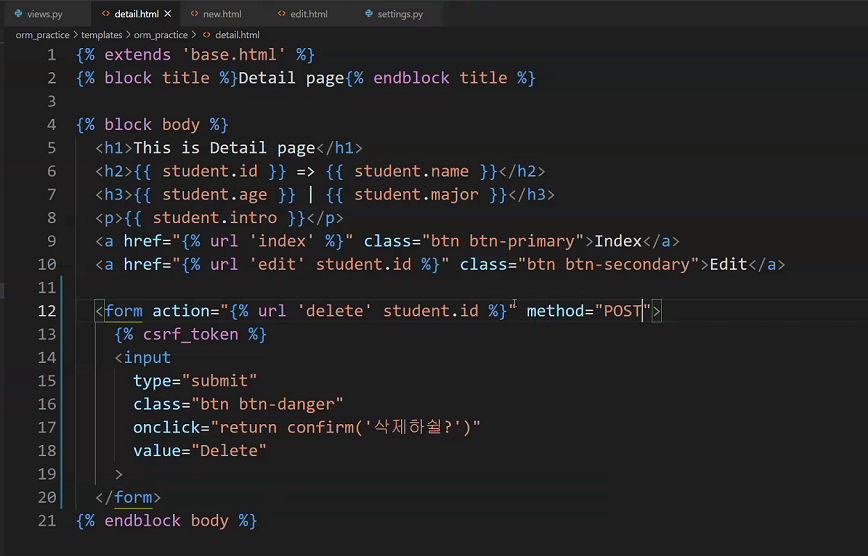 views.py detail.html new.html edit.html settings.py
orm_practice > templates > orm_practice > detail.html
1 {% extends 'base.html' %}
2 {% block title %}Detail page{% endblock title %}
3
4 {% block body %}
5 <h1>This is Detail page</h1>
6 <h2>{{ student.id }} => {{ student.name }}</h2>
7 <h3>{{ student.age }} | {{ student.major }}</h3>
8 <p>{{ student.intro }}</p>
9 <a href="{% url 'index' %}" class="btn btn-primary">Index</a>
10 <a href="{% url 'edit' student.id %}" class="btn btn-secondary">Edit</a>
11
12 <form action="{% url 'delete' student.id %}" method="POST">
13 {% csrf_token %}
14 <input
15 type="submit"
16 class="btn btn-danger"
17 onclick="return confirm('삭제하쉴?')"
18 value="Delete"
19 >
20 </form>
21 {% endblock body %}